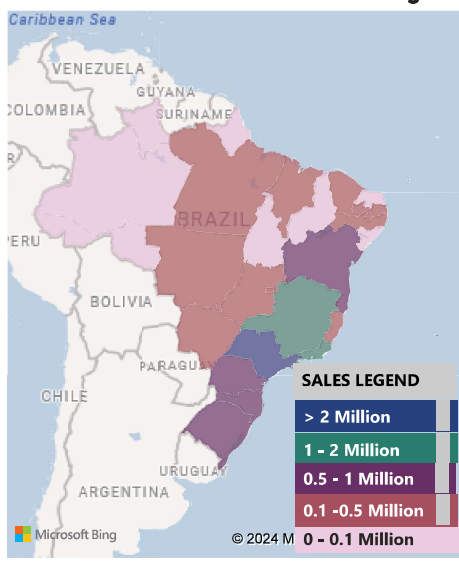 Caribbean Sea
VENEZUELA
GUYANA
COLOMBIA
SURINAME
BRAZIL
PERU
BOLIVIA
PARAGUAY
CHILE
SALES LEGEND
> 2 Million
1 - 2 Million
0.5 - 1 Million
URUGUAY
ARGENTINA
0.1 -0.5 Million
Microsoft Bing
© 2024 M
0 - 0.1 Million